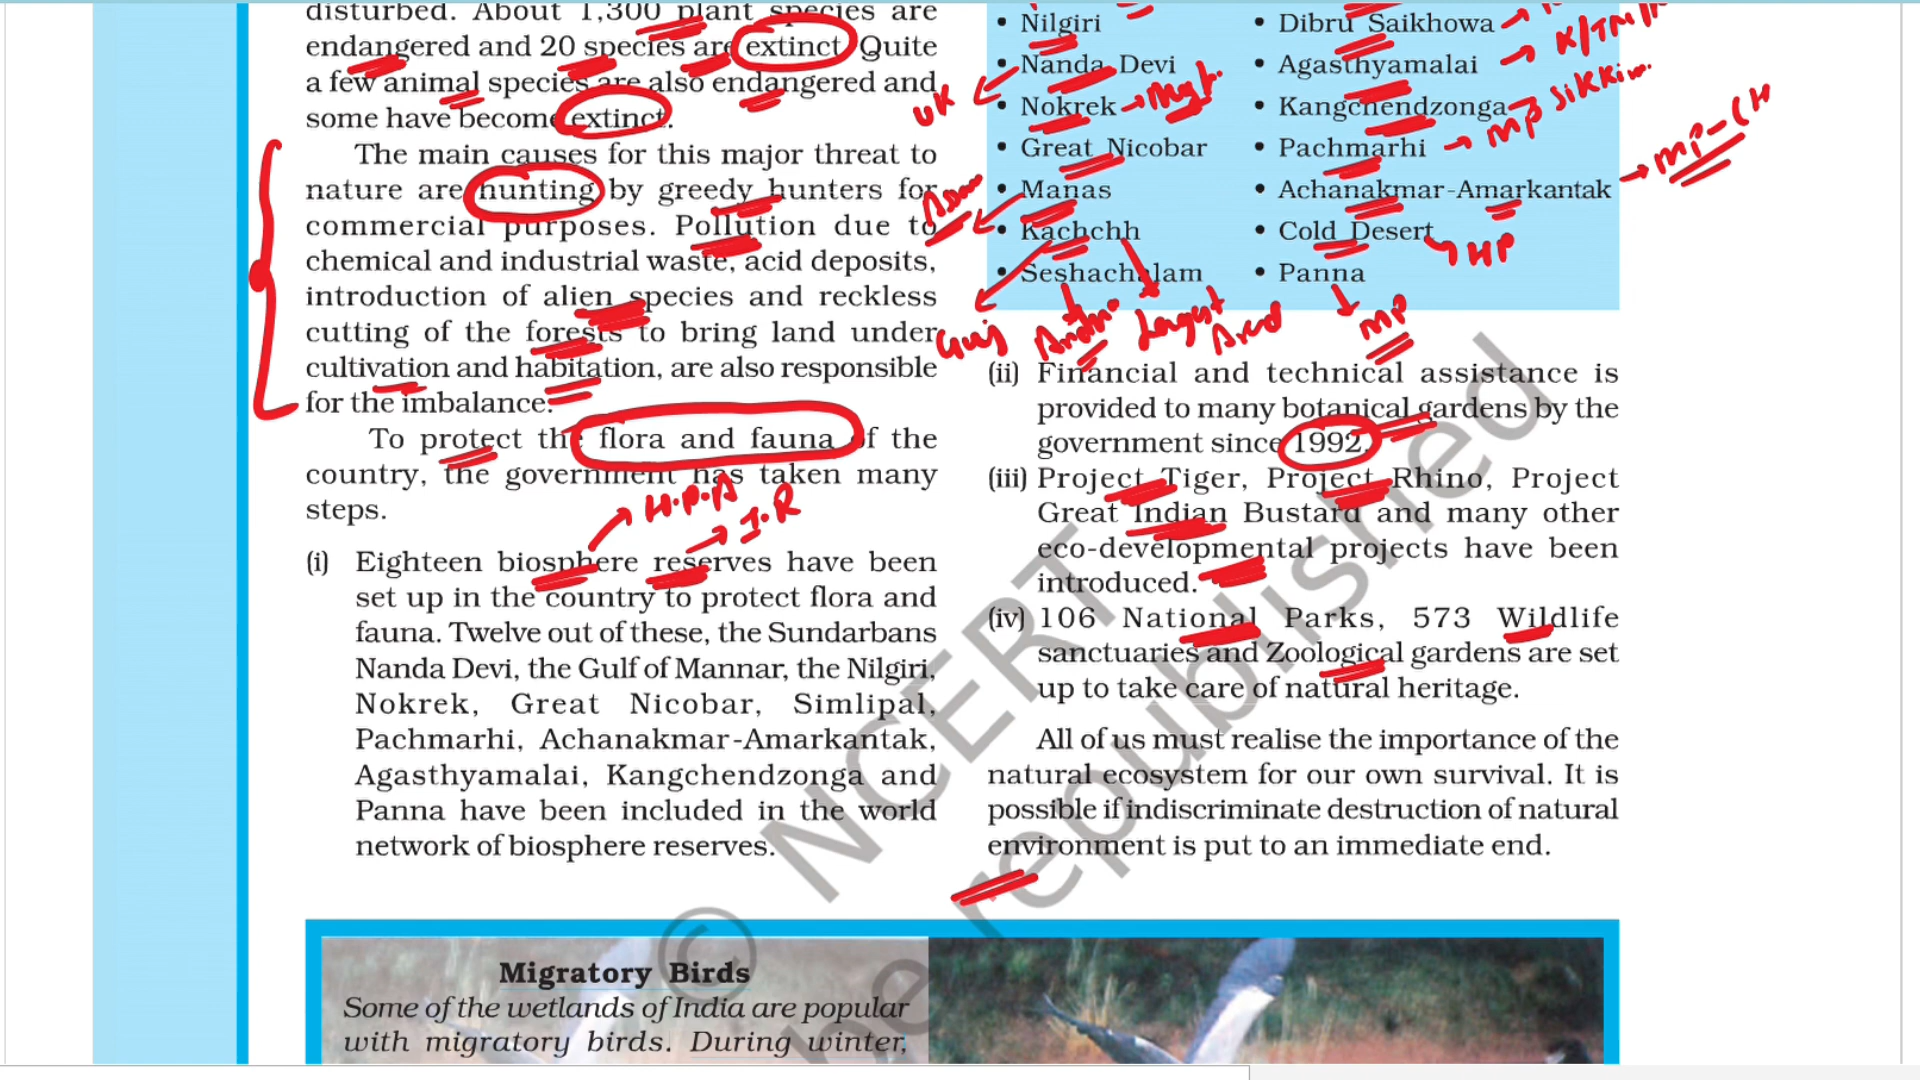 disturbed. About 1,300 plant species are
endangered and 20 species are extinct. Quite
a few animal species are also endangered and
some have become extinct.
The main causes for this major threat to
nature are hunting by greedy hunters for
commercial purposes. Pollution due to
chemical and industrial waste, acid deposits,
introduction of alien species and reckless
cutting of the forests to bring land under
cultivation and habitation, are also responsible
for the imbalance.
To protect the flora and fauna of the
country, the government has taken many
steps.
H.P.A
I.R
(i) Eighteen biosphere reserves have been
set up in the country to protect flora and
fauna. Twelve out of these, the Sundarbans
Nanda Devi, the Gulf of Mannar, the Nilgiri,
Nokrek, Great Nicobar, Simlipal,
Pachmarhi, Achanakmar-Amarkantak,
Agasthyamalai, Kangchendzonga and
Panna have been included in the world
network of biosphere reserves.
• Nilgiri
• Nanda Devi
UK
• Nokrek
• Great Nicobar
• Manas
• Kachchh
• Seshachalam
Guj
Largest
Area
• Dibru Saikhowa
• Agasthyamalai
• Kangchendzonga
Sikkim
• Pachmarhi
MP
• Achanakmar-Amarkantak
• Cold Desert
HP
• Panna
MP
(ii) Financial and technical assistance is
provided to many botanical gardens by the
government since 1992.
(iii) Project Tiger, Project Rhino, Project
Great Indian Bustard and many other
eco-developmental projects have been
introduced.
(iv) 106 National Parks, 573 Wildlife
sanctuaries and Zoological gardens are set
up to take care of natural heritage.
All of us must realise the importance of the
natural ecosystem for our own survival. It is
possible if indiscriminate destruction of natural
environment is put to an immediate end.
© NCERT
be republished
Migratory Birds
Some of the wetlands of India are popular
with migratory birds. During winter,